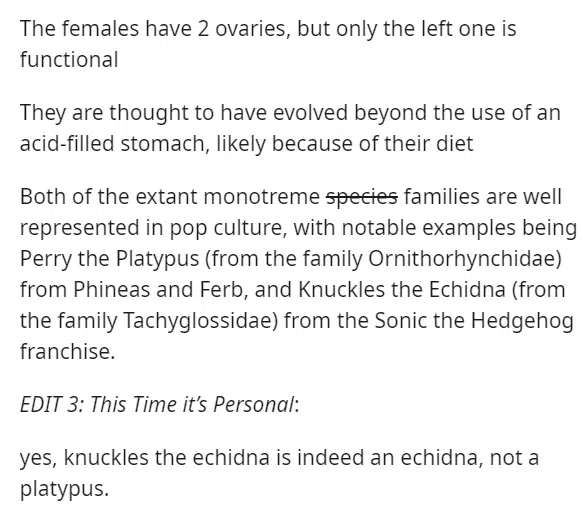 The females have 2 ovaries, but only the left one is
functional
They are thought to have evolved beyond the use of an
acid-filled stomach, likely because of their diet
Both of the extant monotreme species families are well
represented in pop culture, with notable examples being
Perry the Platypus (from the family Ornithorhynchidae)
from Phineas and Ferb, and Knuckles the Echidna (from
the family Tachyglossidae) from the Sonic the Hedgehog
franchise.
EDIT 3: This Time it’s Personal:
yes, knuckles the echidna is indeed an echidna, not a
platypus.